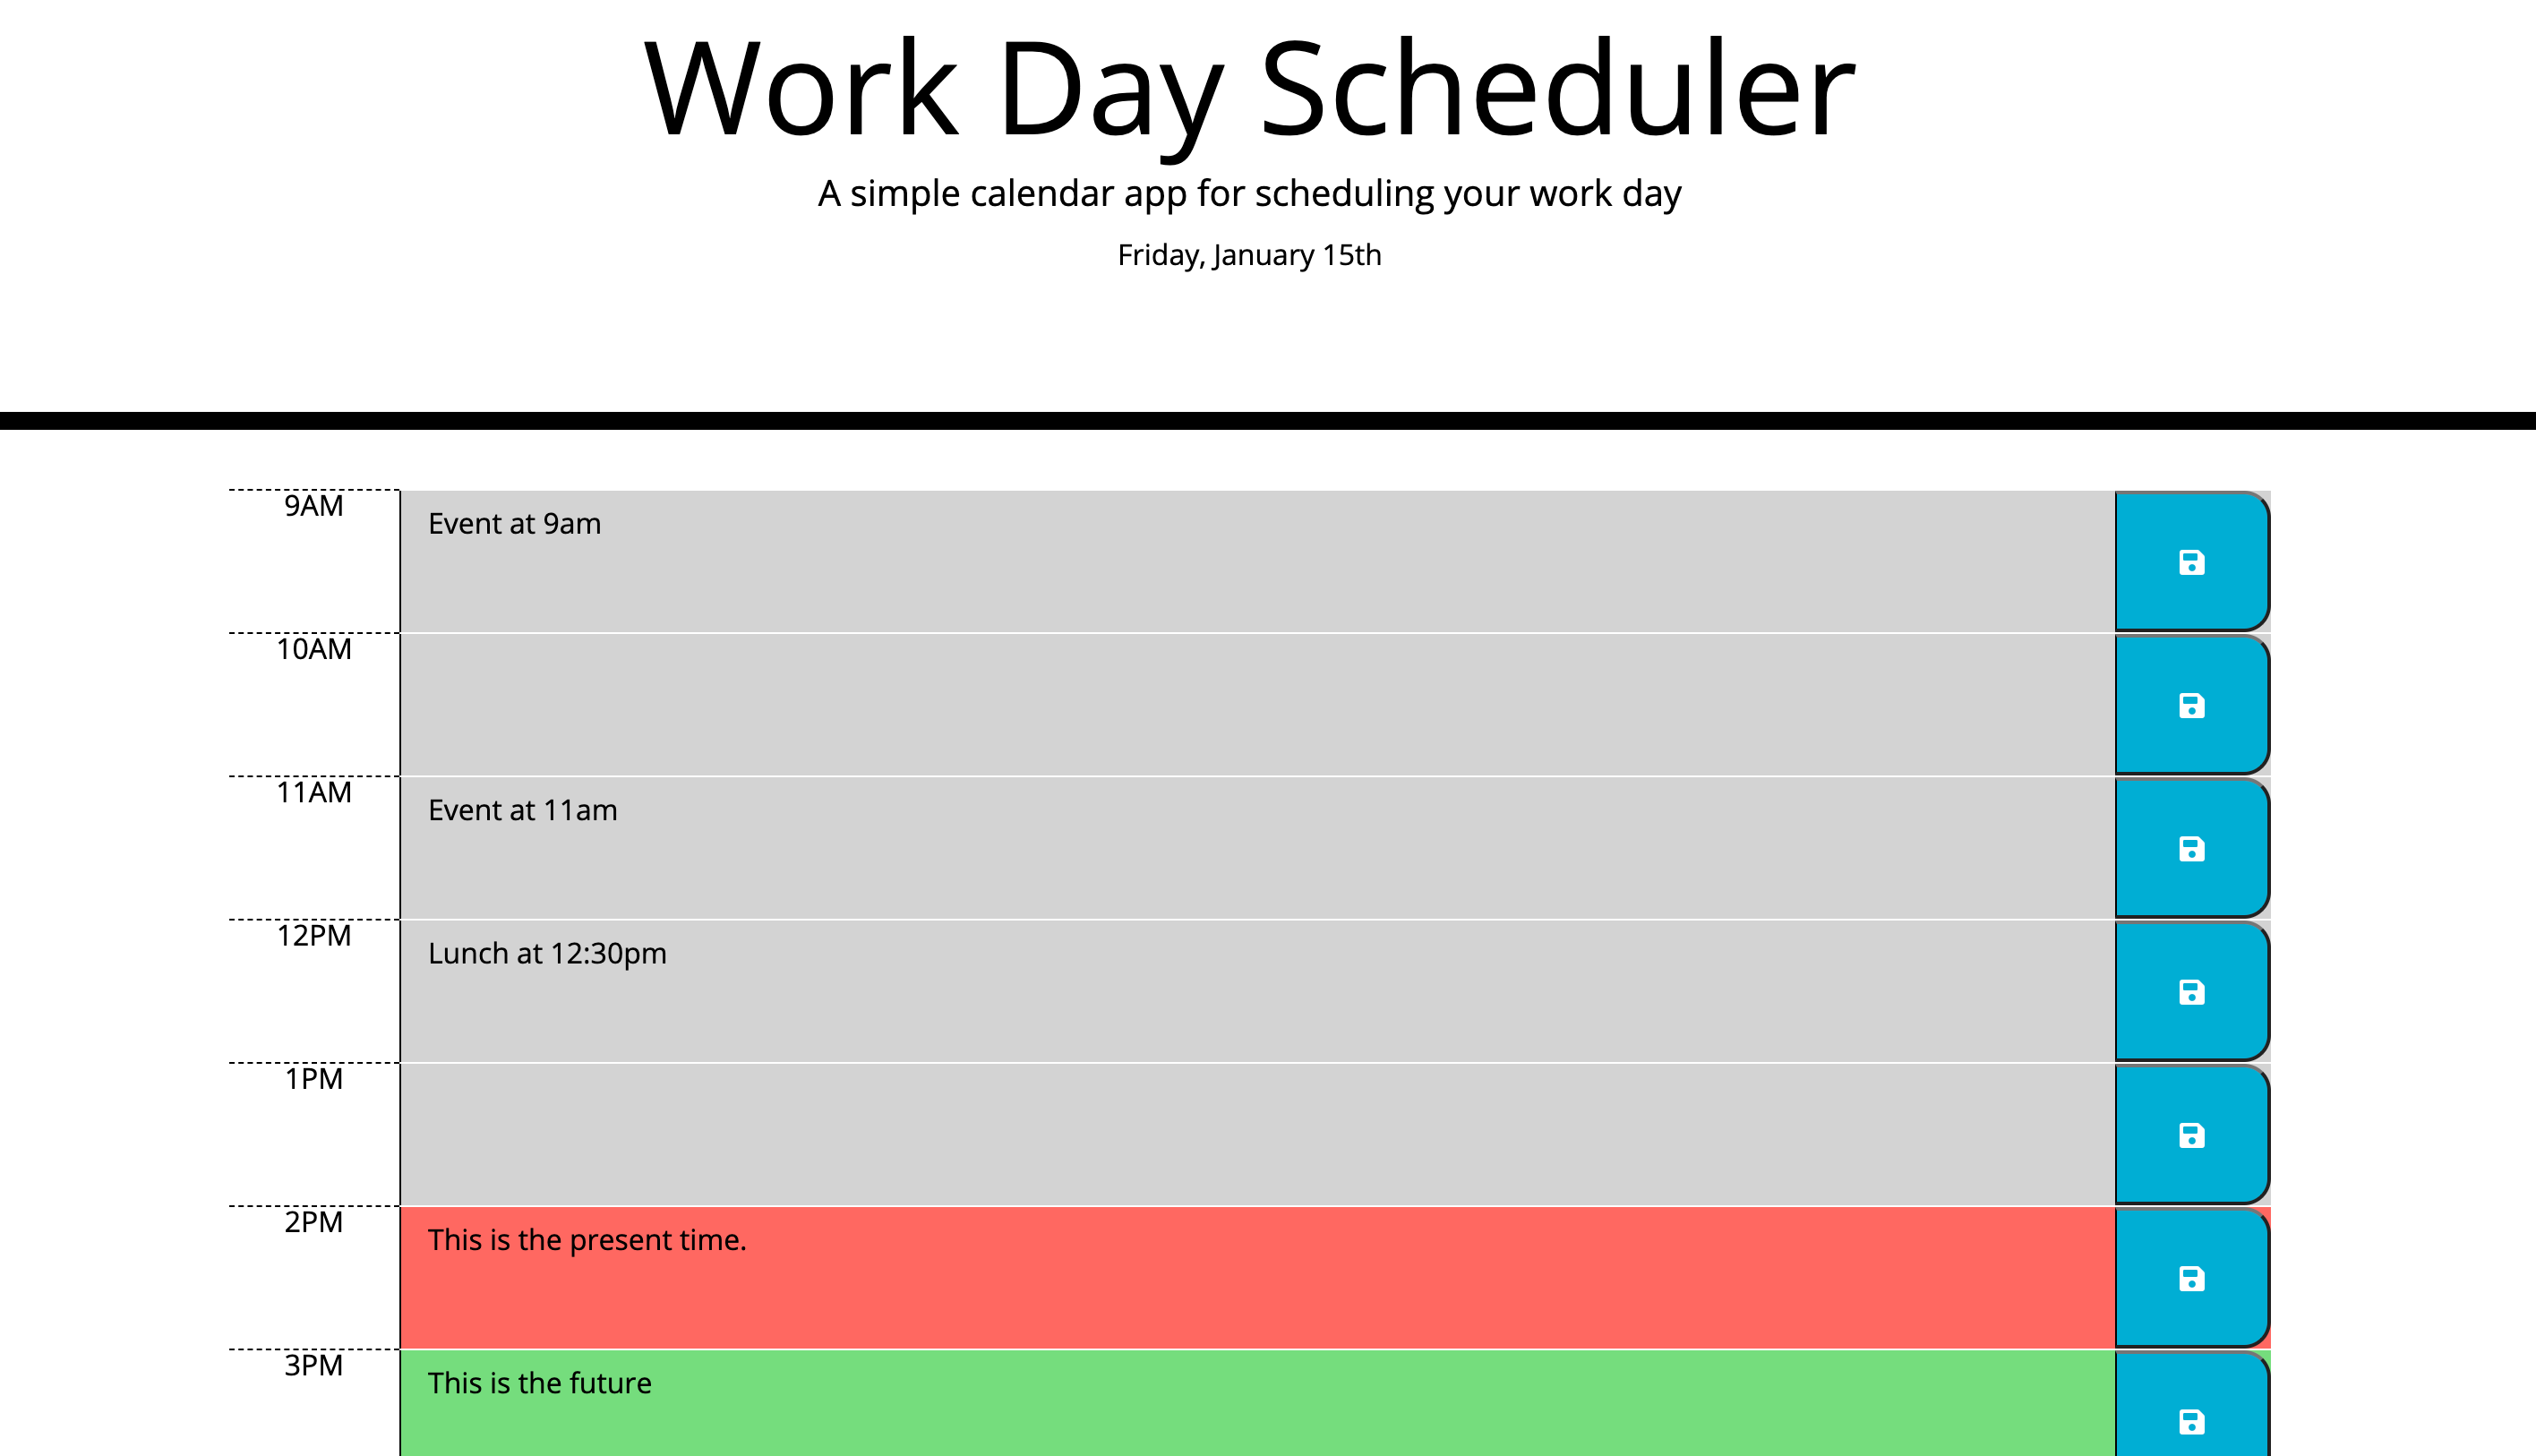 Work Day Scheduler
A simple calendar app for scheduling your work day
Friday, January 15th
9AM
Event at 9am
10AM
11AM
Event at 11am
12PM
Lunch at 12:30pm
1PM
2PM
This is the present time.
3PM
This is the future